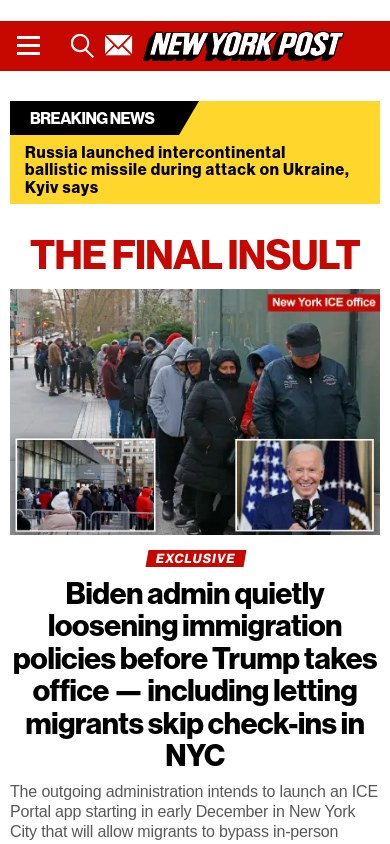 NEW YORK POST
BREAKING NEWS
Russia launched intercontinental
ballistic missile during attack on Ukraine,
Kyiv says
THE FINAL INSULT
New York ICE office
EXCLUSIVE
Biden admin quietly
loosening immigration
policies before Trump takes
office — including letting
migrants skip check-ins in
NYC
The outgoing administration intends to launch an ICE
Portal app starting in early December in New York
City that will allow migrants to bypass in-person